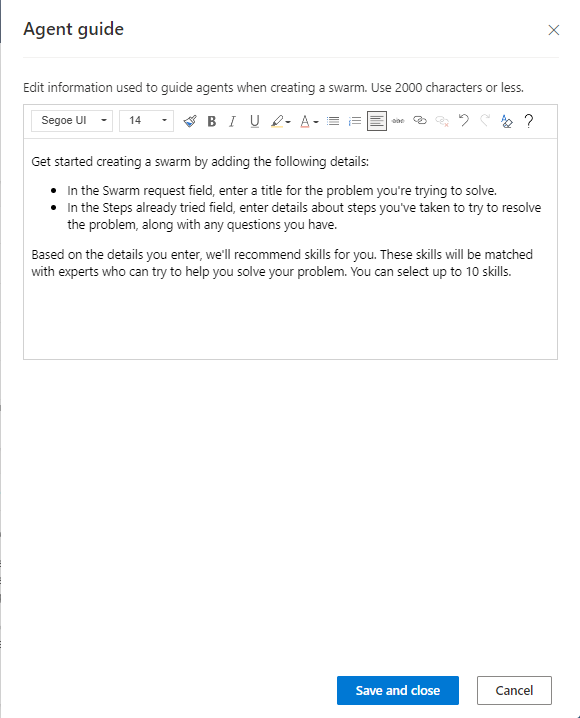 Agent guide
Edit information used to guide agents when creating a swarm. Use 2000 characters or less.
Segoe UI 14 B I U A abc ?
Get started creating a swarm by adding the following details:
• In the Swarm request field, enter a title for the problem you're trying to solve.
• In the Steps already tried field, enter details about steps you've taken to try to resolve
the problem, along with any questions you have.
Based on the details you enter, we'll recommend skills for you. These skills will be matched
with experts who can try to help you solve your problem. You can select up to 10 skills.
Save and close Cancel